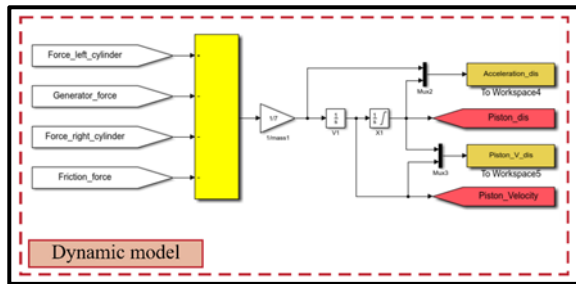 Force_left_cylinder
Generator_force
Force_right_cylinder
Friction_force
1/7
1/mass1
V1
X1
Mux2
Acceleration_dis
To Workspace4
Piston_dis
Piston_V_dis
Mux3
To Workspace5
Piston_Velocity
Dynamic model